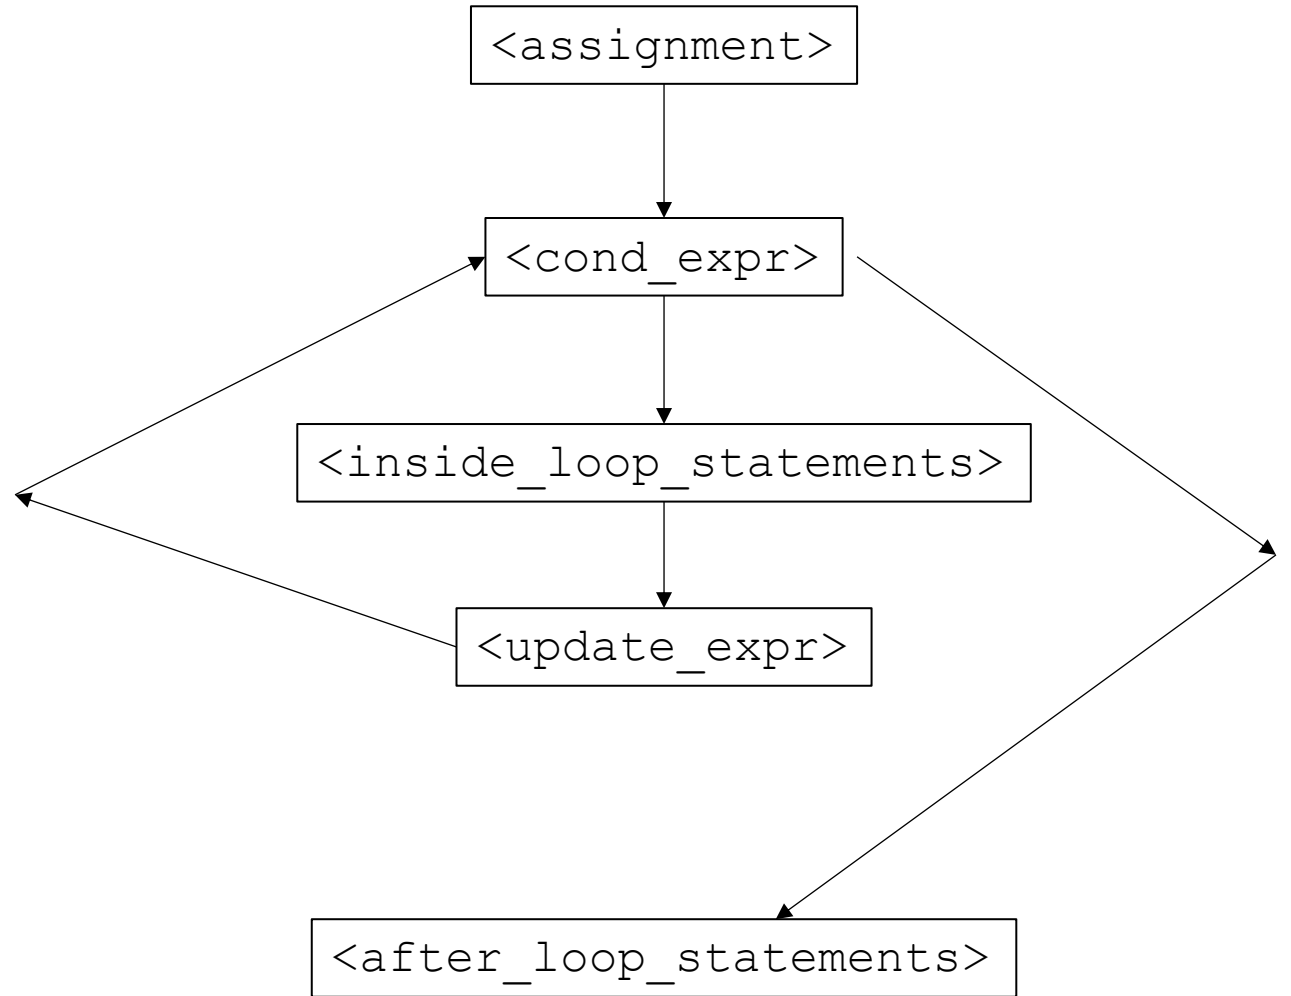 <assignment>
<cond_expr>
<inside_loop_statements>
<update_expr>
<after_loop_statements>